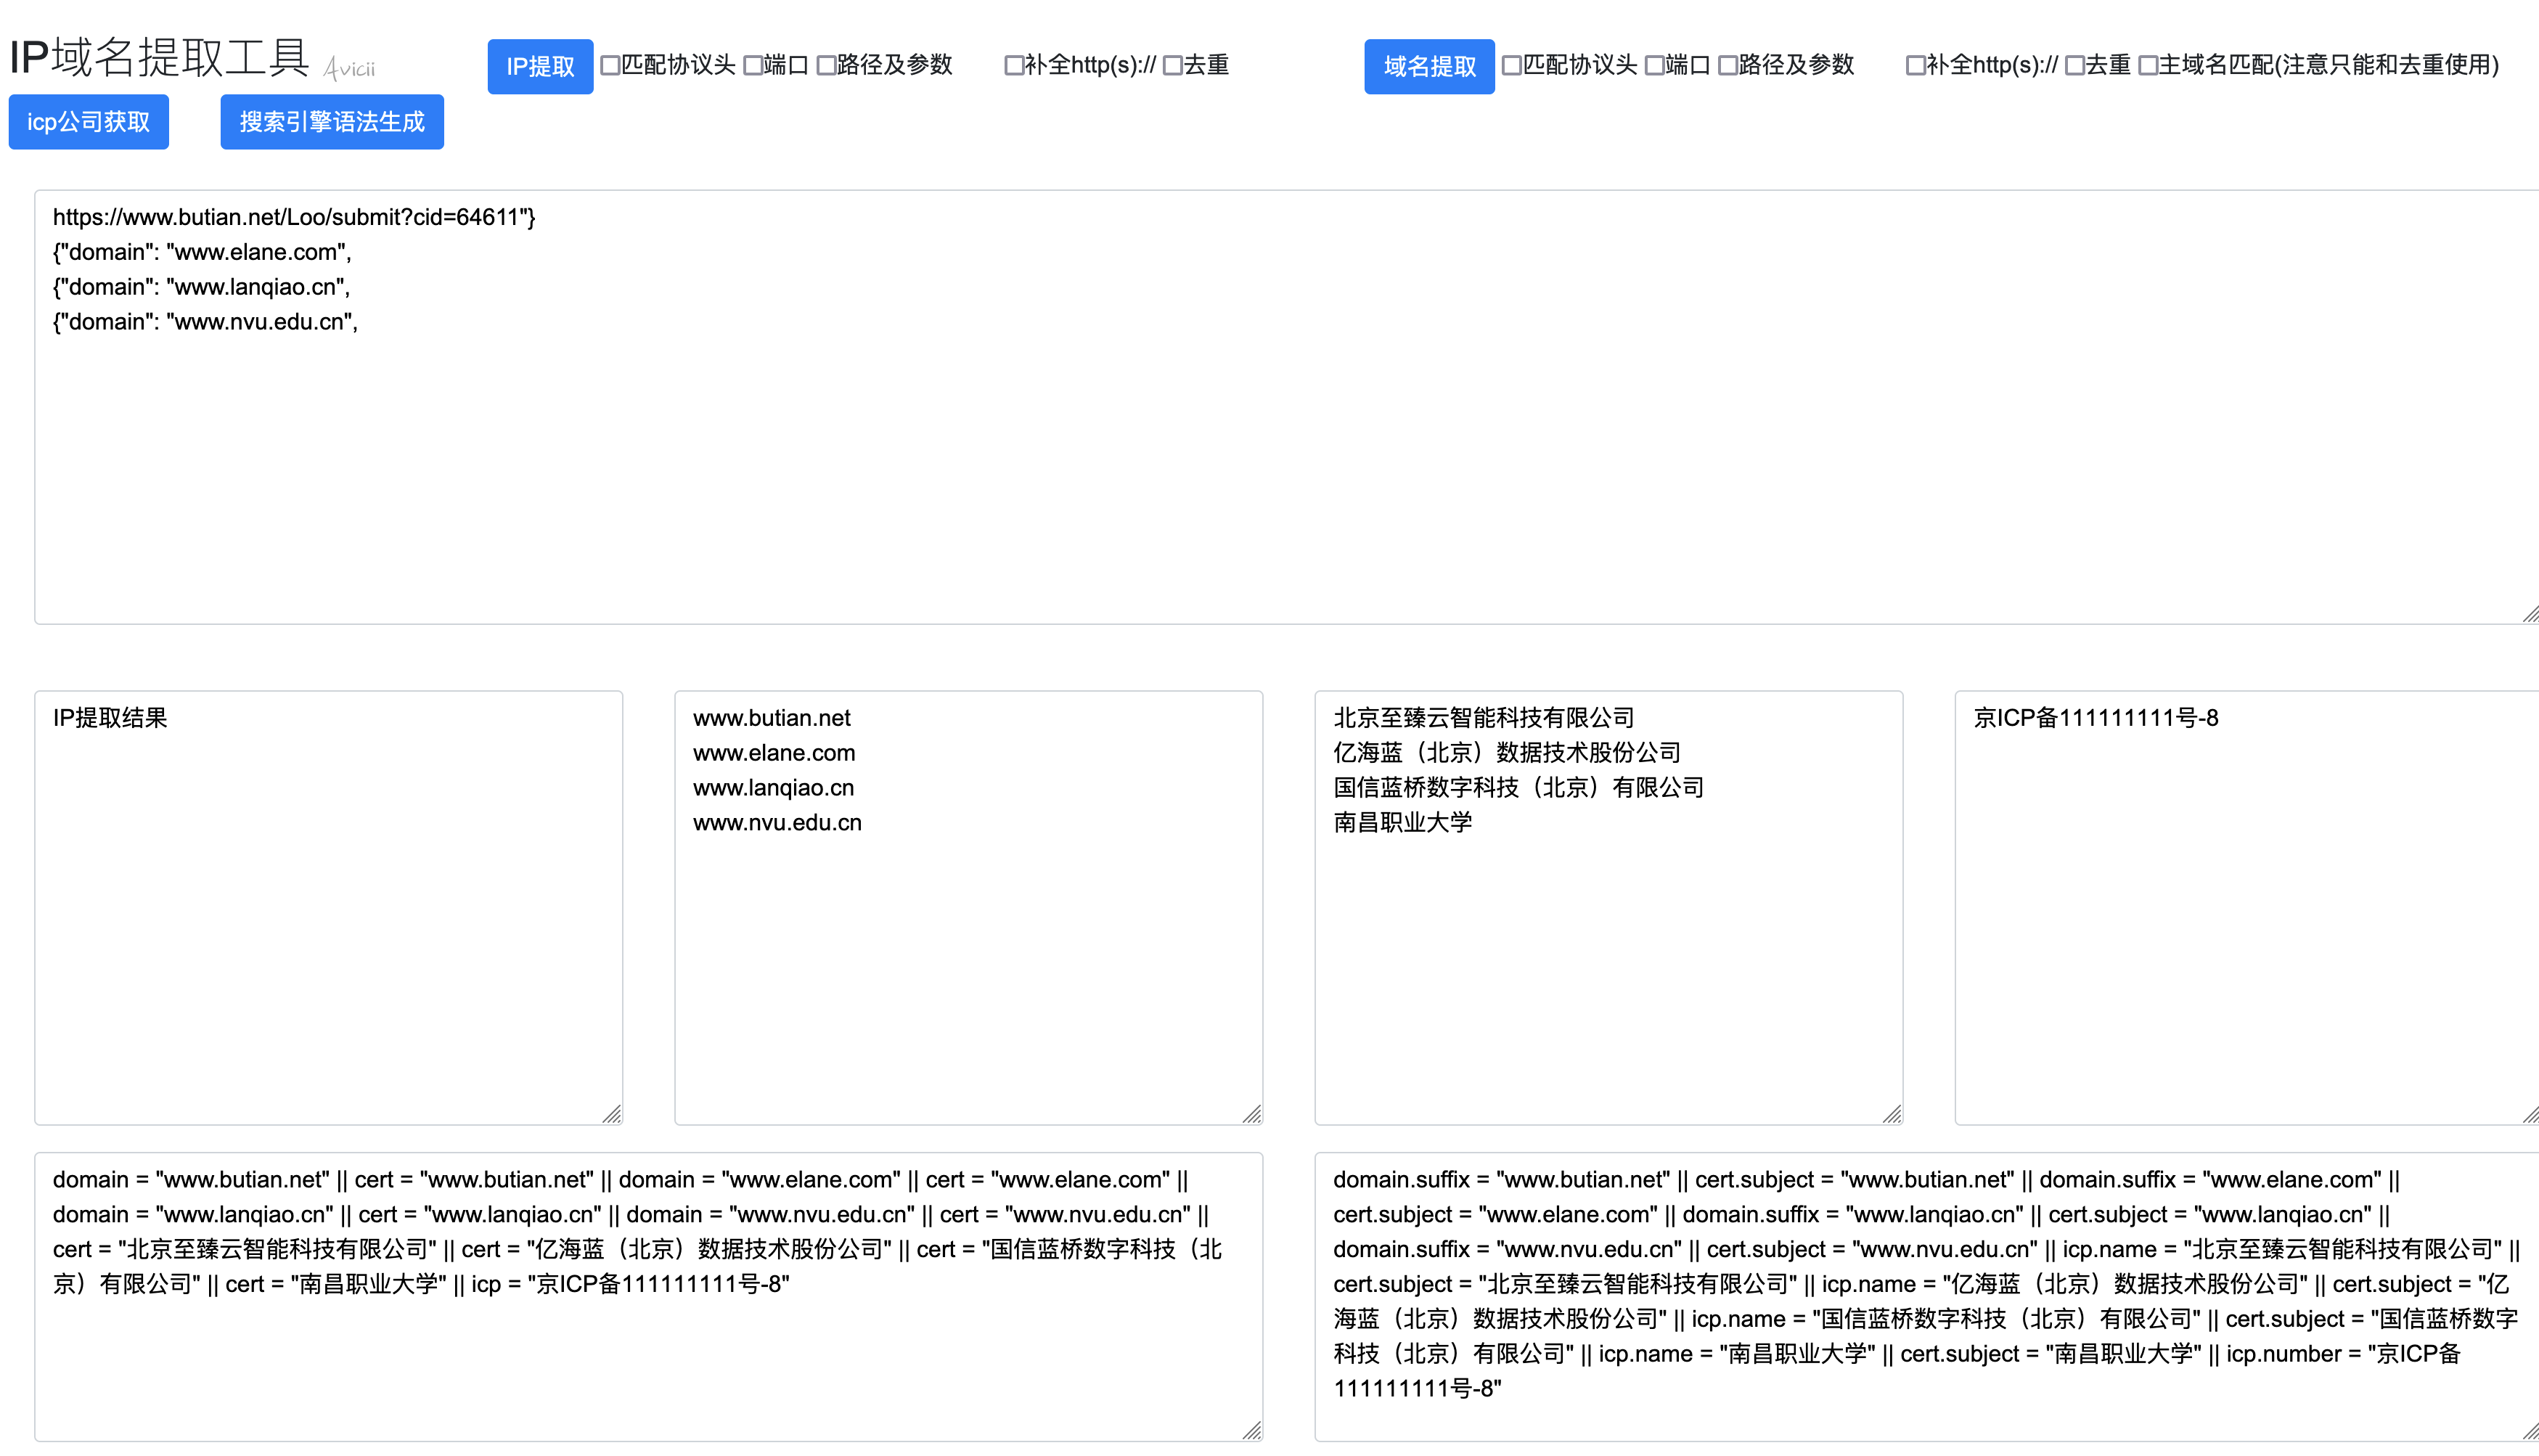 IP域名提取工具 Avicii
IP提取 匹配协议头 端口 路径及参数 补全http(s):// 去重
域名提取 匹配协议头 端口 路径及参数 补全http(s):// 去重 主域名匹配(注意只能和去重使用)
icp公司获取 搜索引擎语法生成
https://www.butian.net/Loo/submit?cid=64611"}
{"domain": "www.elane.com",
{"domain": "www.lanqiao.cn",
{"domain": "www.nvu.edu.cn",
IP提取结果
www.butian.net
www.elane.com
www.lanqiao.cn
www.nvu.edu.cn
北京至臻云智能科技有限公司
亿海蓝（北京）数据技术股份公司
国信蓝桥数字科技（北京）有限公司
南昌职业大学
京ICP备111111111号-8
domain = "www.butian.net" || cert = "www.butian.net" || domain = "www.elane.com" || cert = "www.elane.com" ||
domain = "www.lanqiao.cn" || cert = "www.lanqiao.cn" || domain = "www.nvu.edu.cn" || cert = "www.nvu.edu.cn" ||
cert = "北京至臻云智能科技有限公司" || cert = "亿海蓝（北京）数据技术股份公司" || cert = "国信蓝桥数字科技（北
京）有限公司" || cert = "南昌职业大学" || icp = "京ICP备111111111号-8"
domain.suffix = "www.butian.net" || cert.subject = "www.butian.net" || domain.suffix = "www.elane.com" ||
cert.subject = "www.elane.com" || domain.suffix = "www.lanqiao.cn" || cert.subject = "www.lanqiao.cn" ||
domain.suffix = "www.nvu.edu.cn" || cert.subject = "www.nvu.edu.cn" || icp.name = "北京至臻云智能科技有限公司" ||
cert.subject = "北京至臻云智能科技有限公司" || icp.name = "亿海蓝（北京）数据技术股份公司" || cert.subject = "亿
海蓝（北京）数据技术股份公司" || icp.name = "国信蓝桥数字科技（北京）有限公司" || cert.subject = "国信蓝桥数字
科技（北京）有限公司" || icp.name = "南昌职业大学" || cert.subject = "南昌职业大学" || icp.number = "京ICP备
111111111号-8"